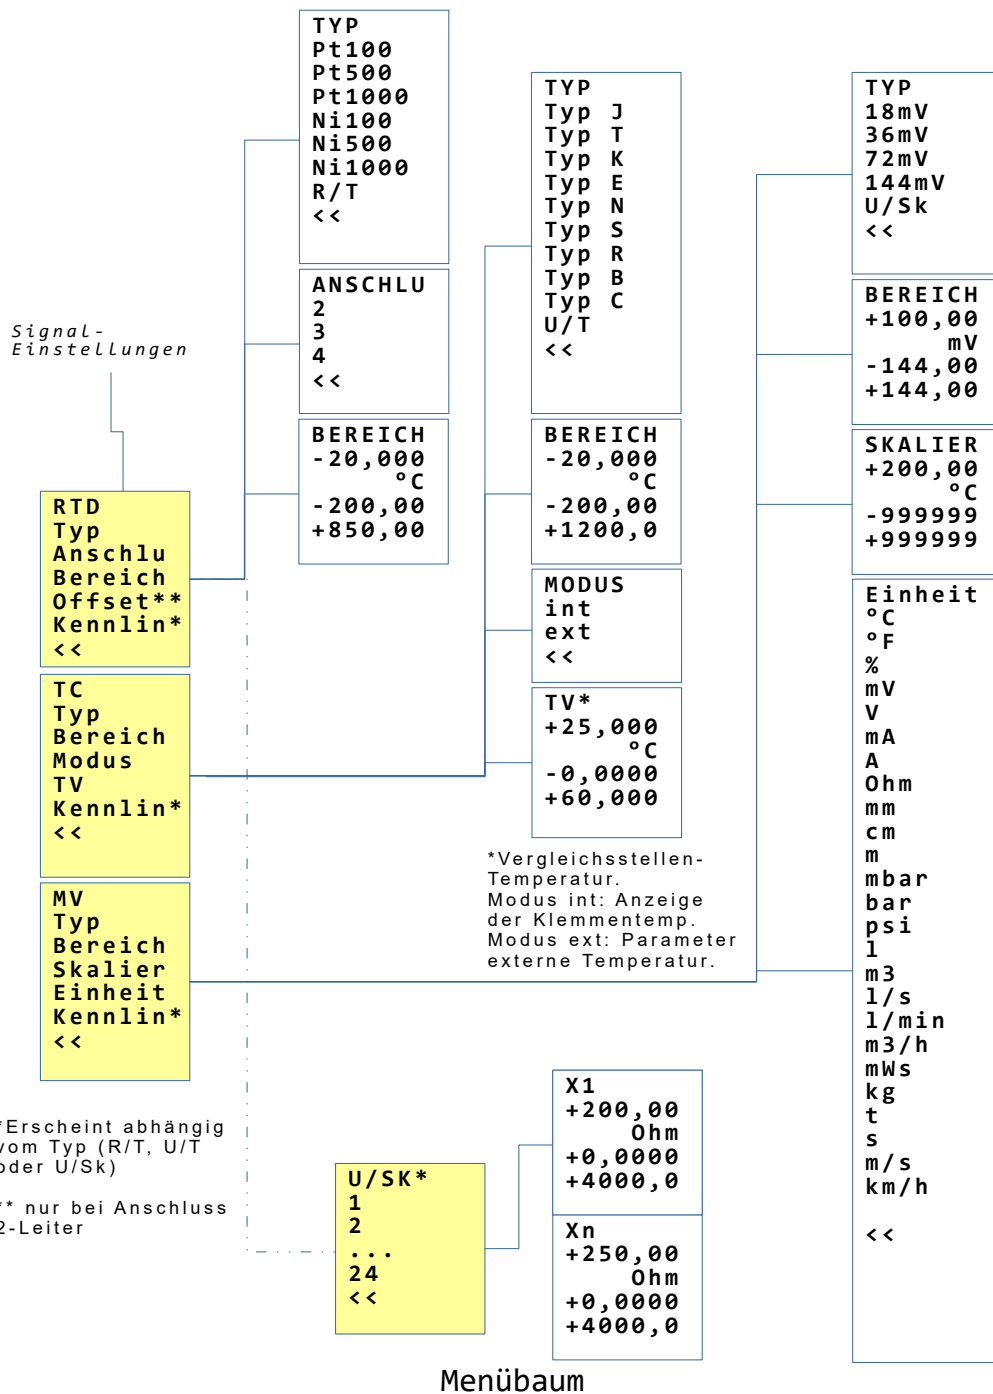 Signal-
Einstellungen
RTD
Typ
Anschlu
Bereich
Offset**
Kennlin*
<<
TC
Typ
Bereich
Modus
TV
Kennlin*
<<
MV
Typ
Bereich
Skalier
Einheit
Kennlin*
<<
*Erscheint abhängig
vom Typ (R/T, U/T
oder U/Sk)
** nur bei Anschluss
2-Leiter
TYP
Pt100
Pt500
Pt1000
Ni100
Ni500
Ni1000
R/T
<<
ANSCHLU
2
3
4
<<
BEREICH
-20,000
°C
-200,00
+850,00
TYP
Typ J
Typ T
Typ K
Typ E
Typ N
Typ S
Typ R
Typ B
Typ C
U/T
<<
BEREICH
-20,000
°C
-200,00
+1200,0
MODUS
int
ext
<<
TV*
+25,000
°C
-0,0000
+60,000
*Vergleichsstellen-
Temperatur.
Modus int: Anzeige
der Klemmentemp.
Modus ext: Parameter
externe Temperatur.
TYP
18mV
36mV
72mV
144mV
U/Sk
<<
BEREICH
+100,00
mV
-144,00
+144,00
SKALIER
+200,00
°C
-999999
+999999
Einheit
°C
°F
%
mV
V
mA
A
Ohm
mm
cm
m
mbar
bar
psi
l
m3
l/s
l/min
m3/h
mWs
kg
t
s
m/s
km/h
<<
U/SK*
1
2
...
24
<<
X1
+200,00
Ohm
+0,0000
+4000,0
Xn
+250,00
Ohm
+0,0000
+4000,0
Menübaum